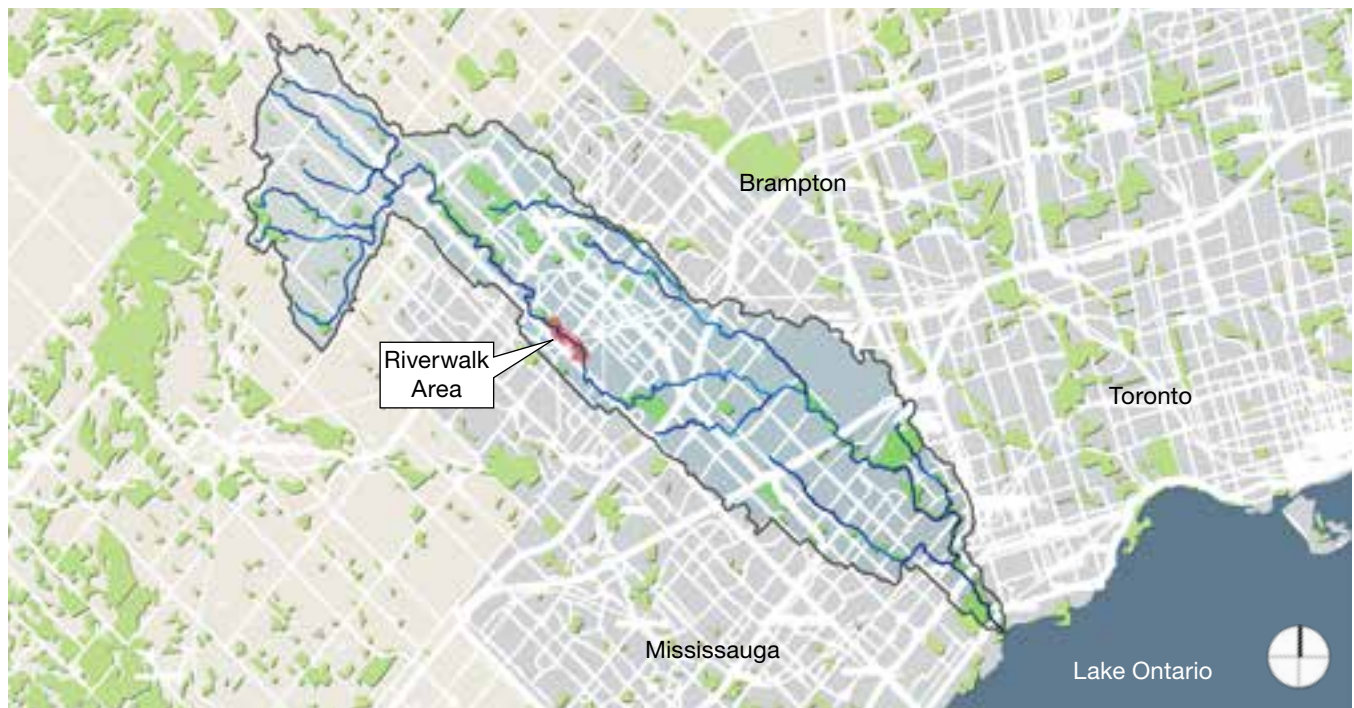 Brampton
Riverwalk
Area
Toronto
Mississauga
Lake Ontario